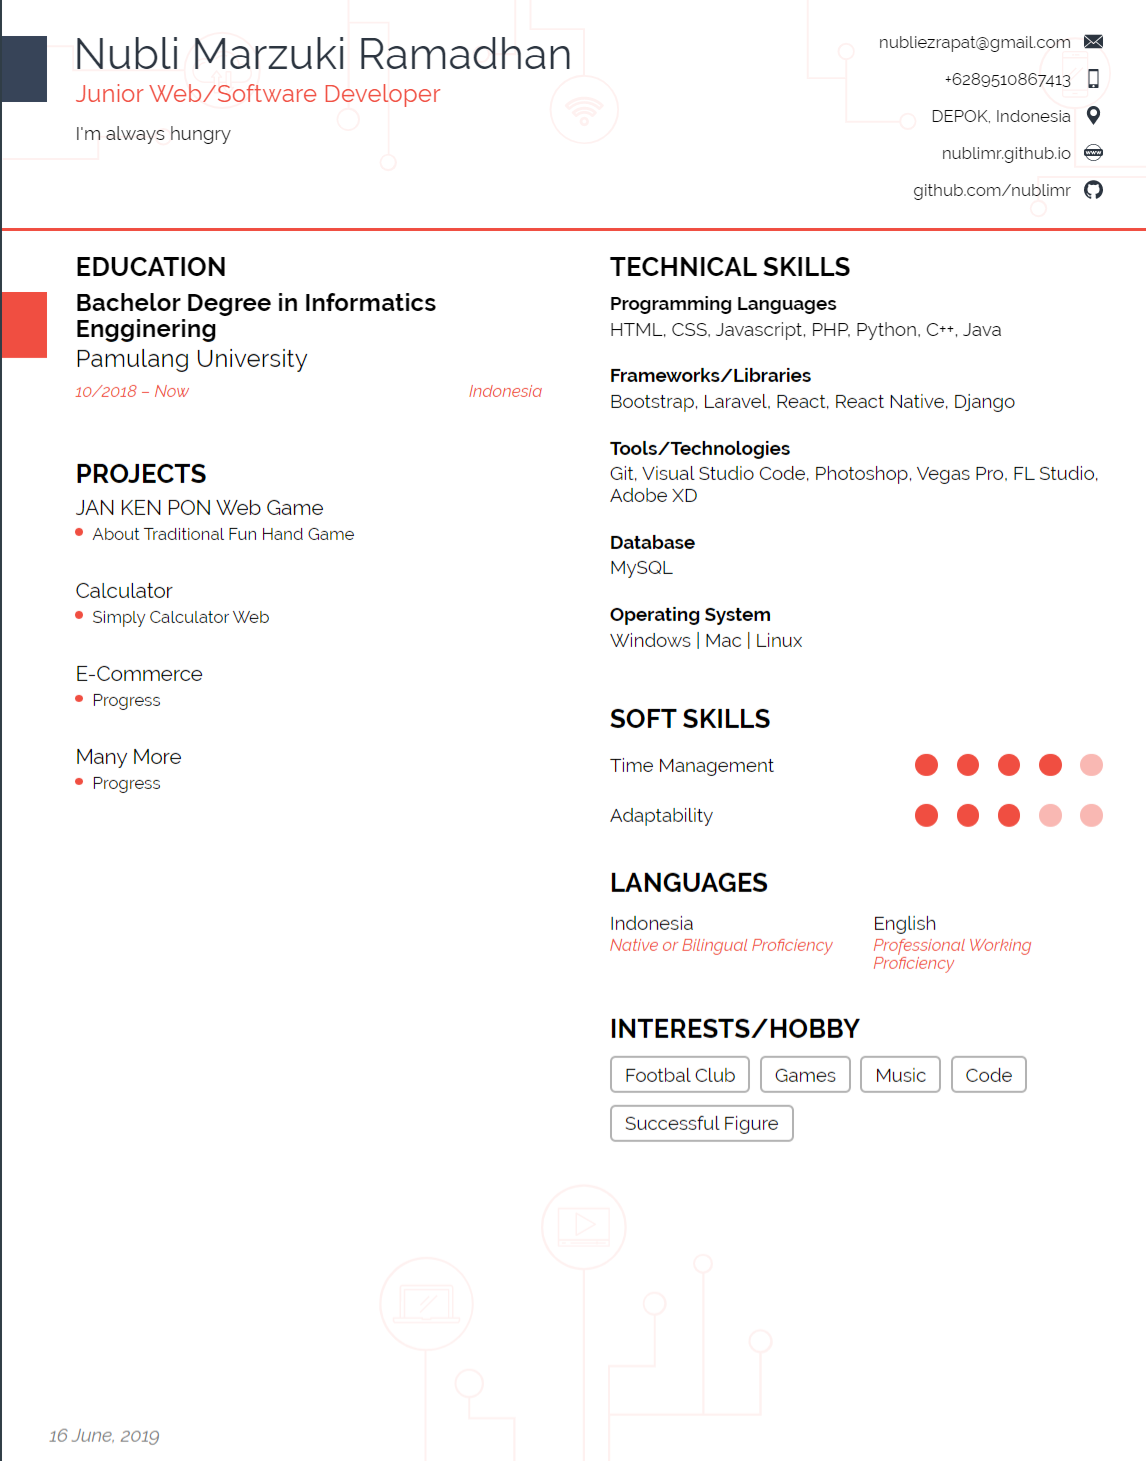 Nubli Marzuki Ramadhan
Junior Web/Software Developer
I'm always hungry
nubliezrapat@gmail.com
+6289510867413
DEPOK, Indonesia
nublimr.github.io
www
github.com/nublimr
EDUCATION
Bachelor Degree in Informatics
Engginering
Pamulang University
10/2018 – Now
Indonesia
PROJECTS
JAN KEN PON Web Game
About Traditional Fun Hand Game
Calculator
Simply Calculator Web
E-Commerce
Progress
Many More
Progress
TECHNICAL SKILLS
Programming Languages
HTML, CSS, Javascript, PHP, Python, C++, Java
Frameworks/Libraries
Bootstrap, Laravel, React, React Native, Django
Tools/Technologies
Git, Visual Studio Code, Photoshop, Vegas Pro, FL Studio,
Adobe XD
Database
MySQL
Operating System
Windows | Mac | Linux
SOFT SKILLS
Time Management
Adaptability
LANGUAGES
Indonesia
Native or Bilingual Proficiency
English
Professional Working
Proficiency
INTERESTS/HOBBY
Footbal Club
Games
Music
Code
Successful Figure
16 June, 2019